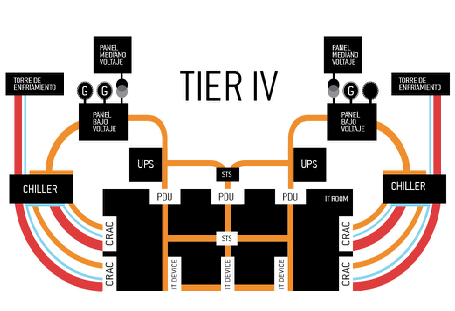 PANEL
MEDIANO
VOLTAJE
PANEL
MEDIANO
VOLTAJE
TIER IV
TORRE DE
ENFRIAMIENTO
TORRE DE
ENFRIAMIENTO
G
G
G
PANEL
BAJO
VOLTAJE
PANEL
BAJO
VOLTAJE
UPS
UPS
STS
CHILLER
CHILLER
PDU
PDU
PDU
IT ROOM
CRAC
CRAC
STS
CRAC
CRAC
IT DEVICE
IT DEVICE
IT DEVICE